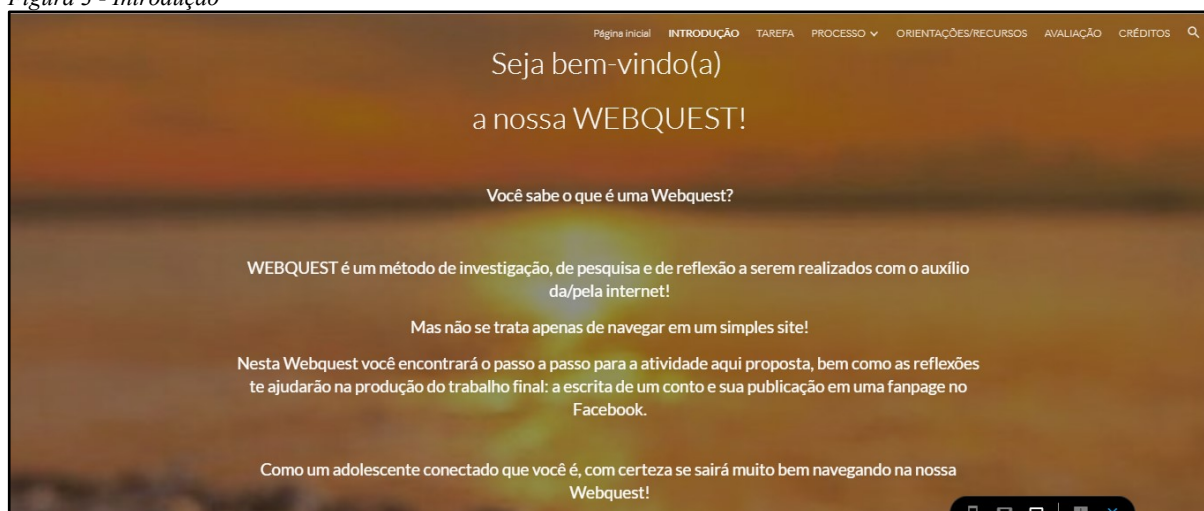 Figura 5 - Introdução
Página inicial INTRODUÇÃO TAREFA PROCESSO ORIENTAÇÕES/RECURSOS AVALIAÇÃO CRÉDITOS
Seja bem-vindo(a)
a nossa WEBQUEST!
Você sabe o que é uma Webquest?
WEBQUEST é um método de investigação, de pesquisa e de reflexão a serem realizados com o auxílio
da/pela internet!
Mas não se trata apenas de navegar em um simples site!
Nesta Webquest você encontrará o passo a passo para a atividade aqui proposta, bem como as reflexões
te ajudarão na produção do trabalho final: a escrita de um conto e sua publicação em uma fanpage no
Facebook.
Como um adolescente conectado que você é, com certeza se sairá muito bem navegando na nossa
Webquest!